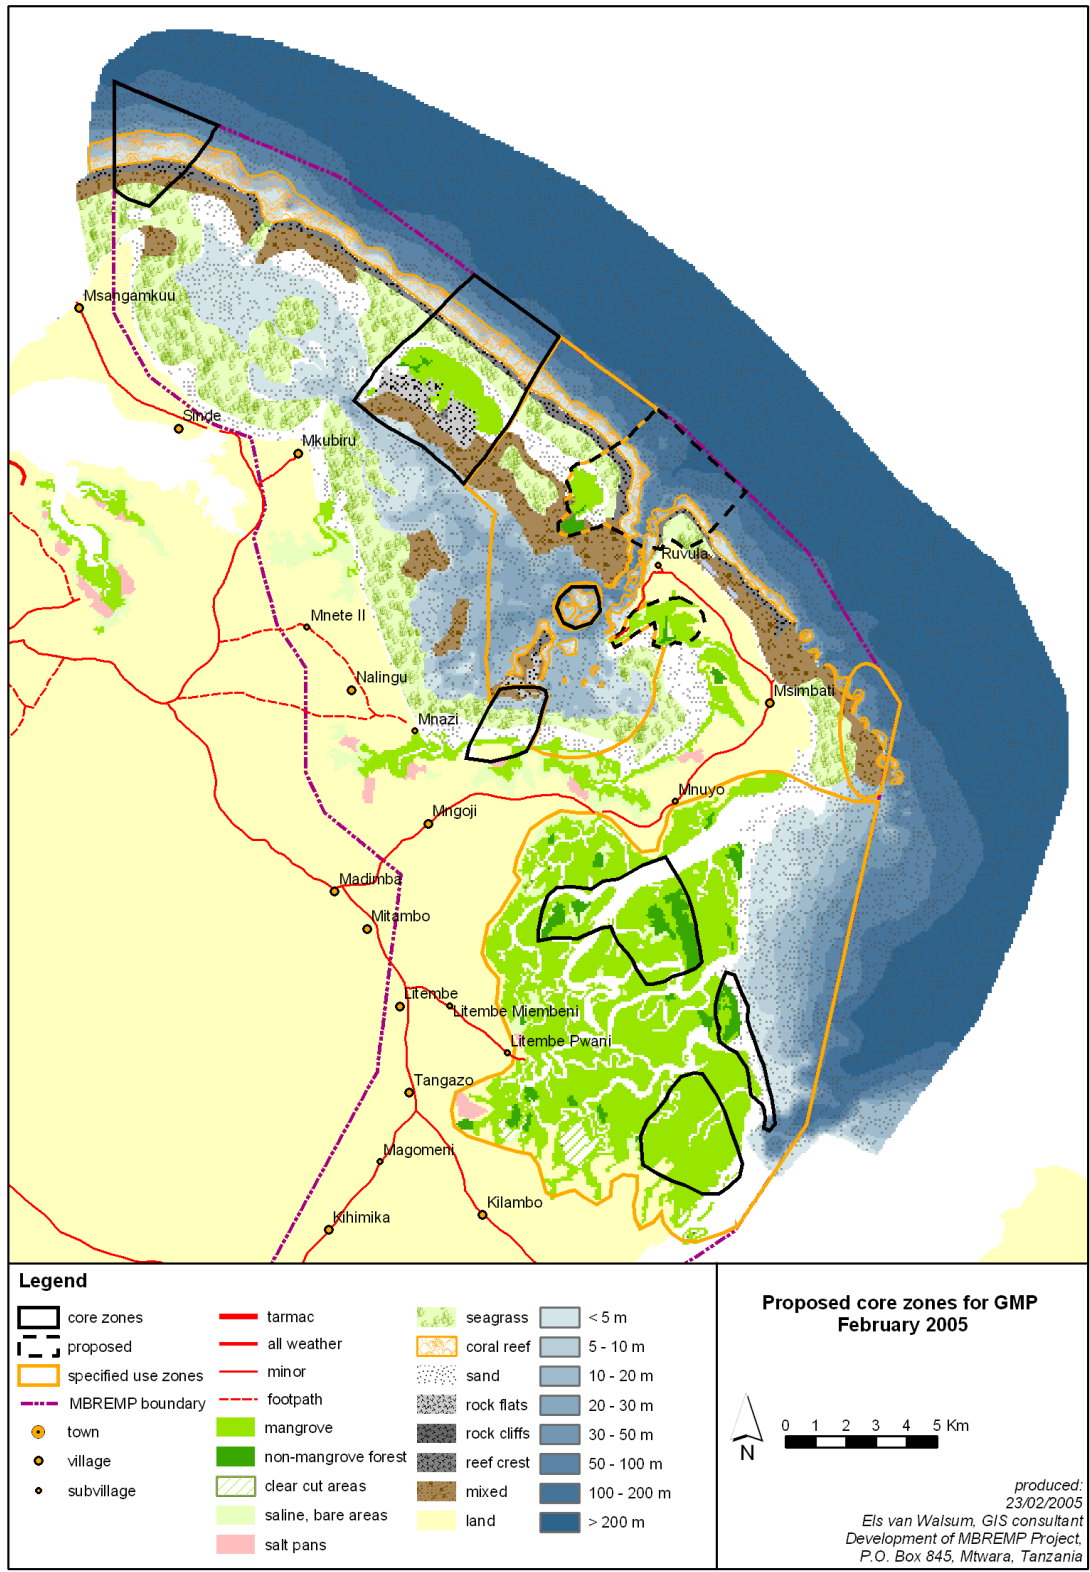 Msangamkuu
Sinde
Mkubiru
Ruvula
Mnete II
Nalingu
Mnazi
Msimbati
Mnuyo
Mngoji
Madimba
Mitambo
Litembe
Litembe Miembeni
Litembe Pwani
Tangazo
Magomeni
Kilambo
Kihimika
Legend
core zones
proposed
specified use zones
MBREMP boundary
town
village
subvillage
tarmac
all weather
minor
footpath
mangrove
non-mangrove forest
clear cut areas
saline, bare areas
salt pans
seagrass
coral reef
sand
rock flats
rock cliffs
reef crest
mixed
land
< 5 m
5 - 10 m
10 - 20 m
20 - 30 m
30 - 50 m
50 - 100 m
100 - 200 m
> 200 m
Proposed core zones for GMP
February 2005
N
0 1 2 3 4 5 Km
produced:
23/02/2005
Els van Walsum, GIS consultant
Development of MBREMP Project,
P.O. Box 845, Mtwara, Tanzania